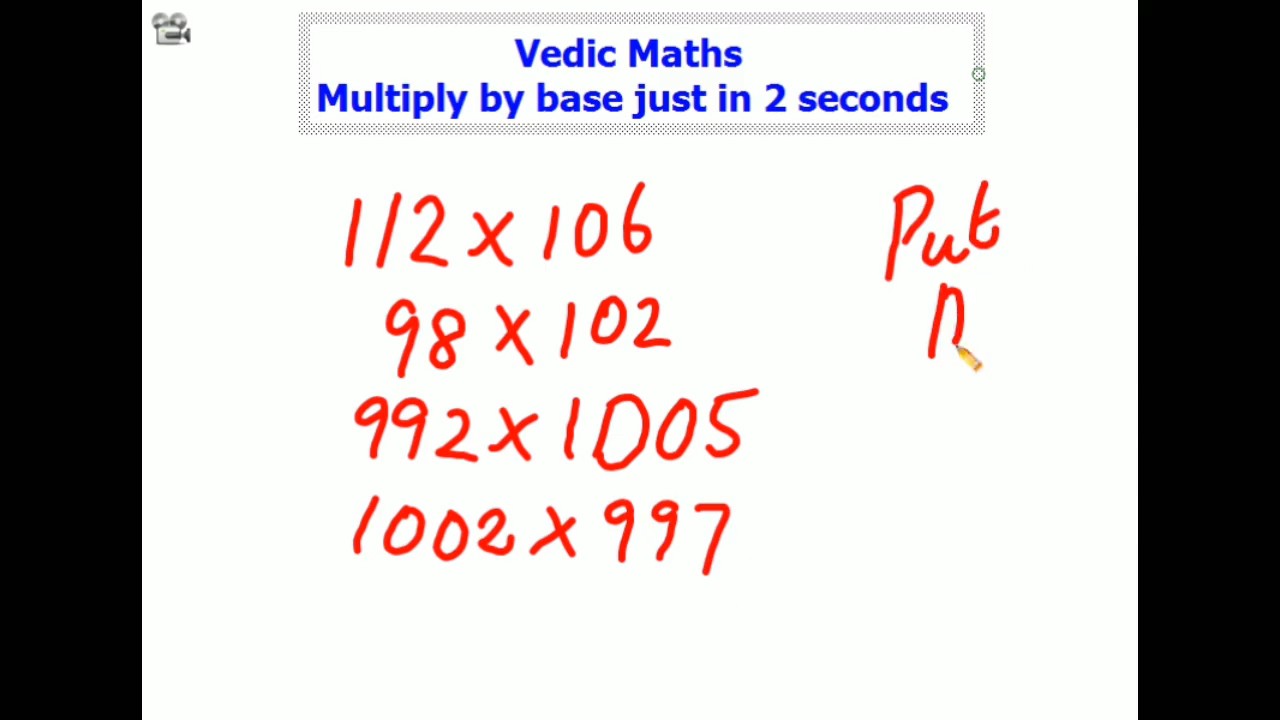 Vedic Maths
Multiply by base just in 2 seconds
112 x 106
98 x 102
992 x 1005
1002 x 997
Put